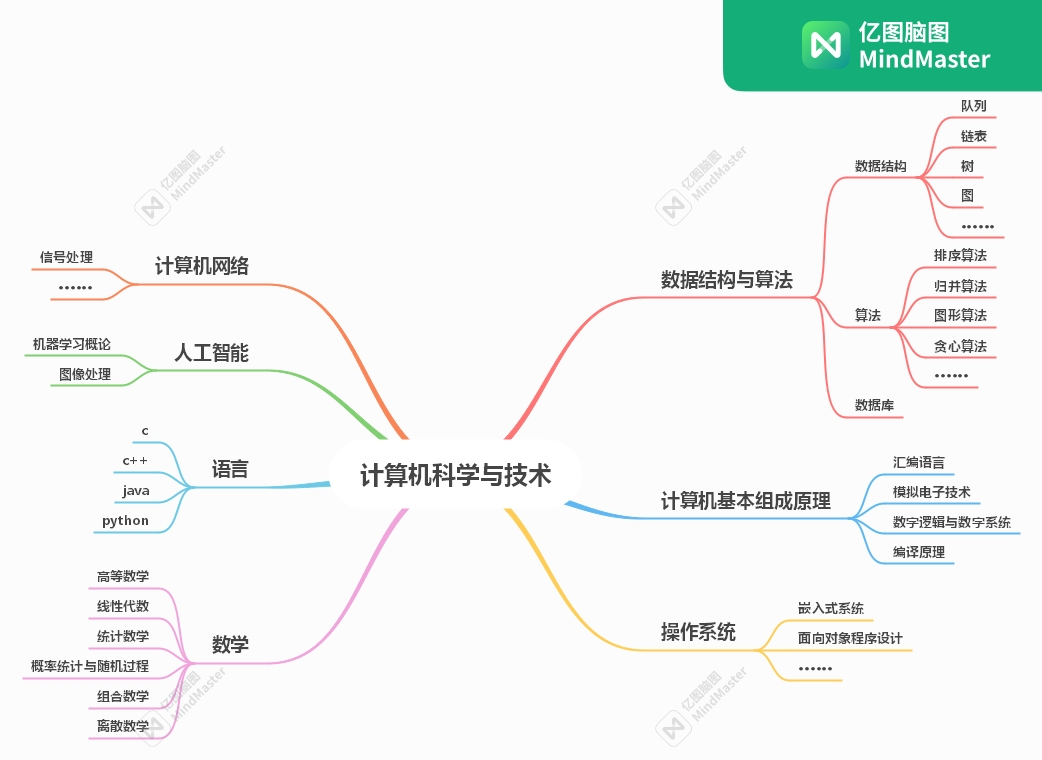 亿图脑图
MindMaster
计算机科学与技术
数据结构与算法
数据结构
队列
链表
树
图
……
算法
排序算法
归并算法
图形算法
贪心算法
……
数据库
计算机基本组成原理
汇编语言
模拟电子技术
数字逻辑与数字系统
编译原理
操作系统
嵌入式系统
面向对象程序设计
……
计算机网络
信号处理
……
人工智能
机器学习概论
图像处理
语言
c
c++
java
python
数学
高等数学
线性代数
统计数学
概率统计与随机过程
组合数学
离散数学
亿图脑图
MindMaster
亿图脑图
MindMaster
亿图脑图
MindMaster
亿图脑图
MindMaster